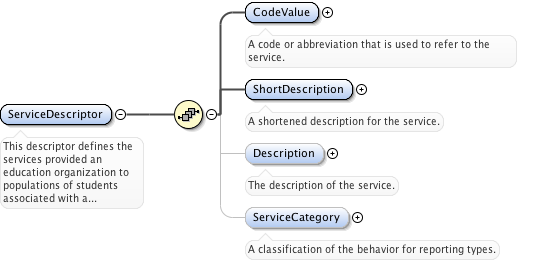 CodeValue
A code or abbreviation that is used to refer to the
service.
ShortDescription
A shortened description for the service.
ServiceDescriptor
This descriptor defines the
services provided an
education organization to
populations of students
associated with a...
Description
The description of the service.
ServiceCategory
A classification of the behavior for reporting types.